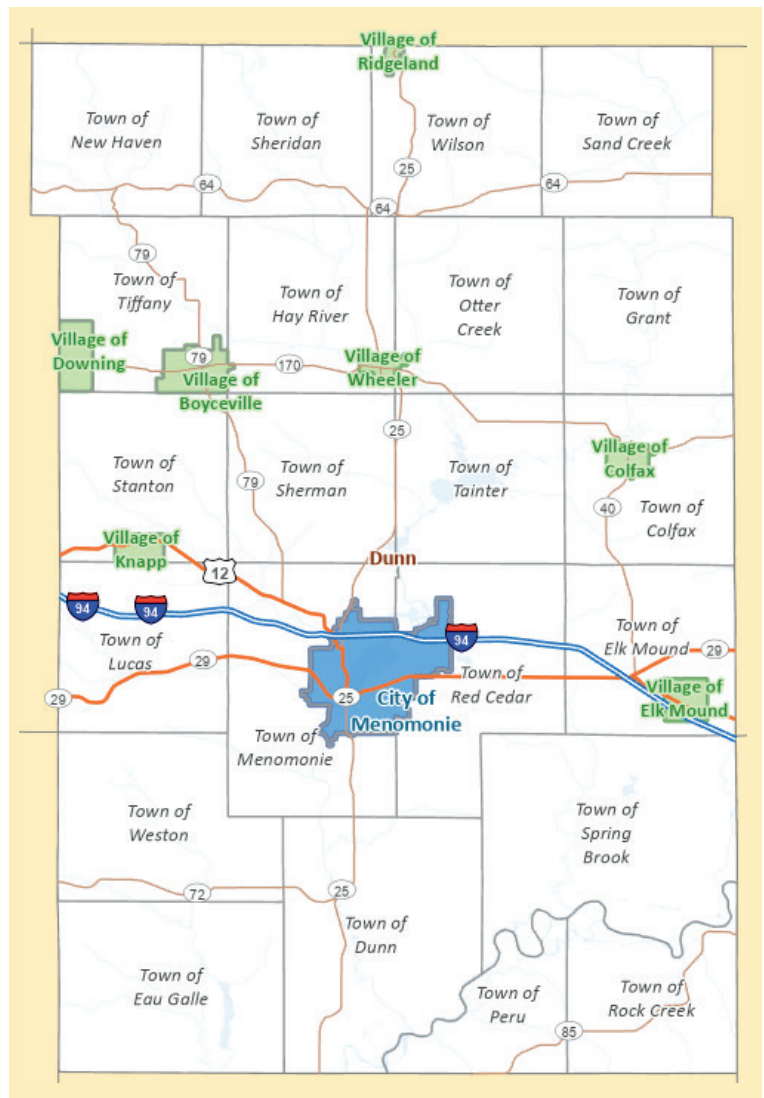 Village of
Ridgeland
Town of
New Haven
Town of
Sheridan
Town of
Wilson
Town of
Sand Creek
25
64
64
64
79
Town of
Tiffany
Town of
Hay River
Town of
Otter
Creek
Town of
Grant
Village of
Downing
79
170
Village of
Boyceville
Village of
Wheeler
25
Village of
Colfax
Town of
Stanton
79
Town of
Sherman
Town of
Tainter
40
Town of
Colfax
Village of
Knapp
12
Dunn
94
94
94
Town of
Lucas
29
29
Town of
Elk Mound
29
Town of
Red Cedar
25
City of
Menomonie
Village of
Elk Mound
Town of
Menomonie
Town of
Weston
Town of
Spring
Brook
72
25
Town of
Dunn
Town of
Eau Galle
Town of
Peru
Town of
Rock Creek
85